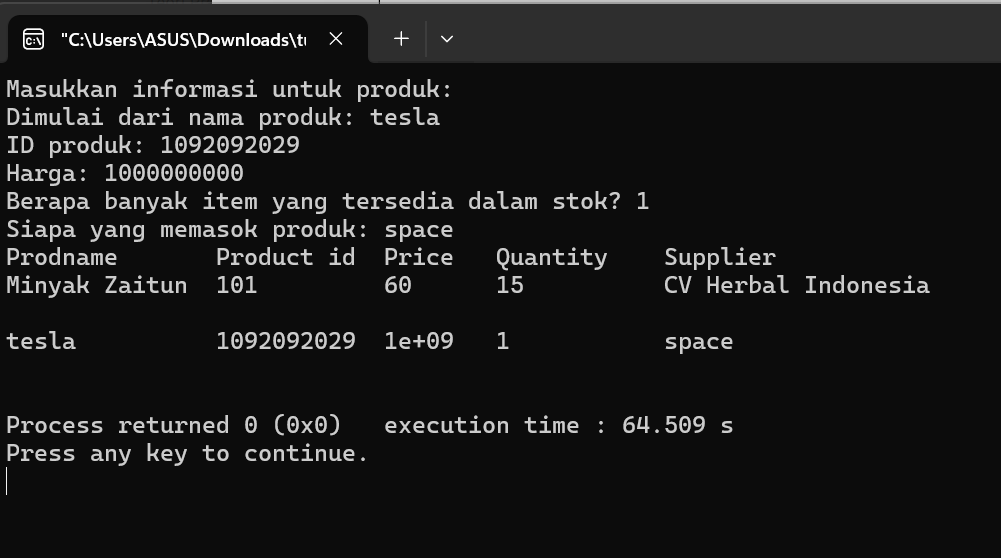 "C:\Users\ASUS\Downloads\tu
Masukkan informasi untuk produk:
Dimulai dari nama produk: tesla
ID produk: 1092092029
Harga: 1000000000
Berapa banyak item yang tersedia dalam stok? 1
Siapa yang memasok produk: space
Prodname Product id Price Quantity Supplier
Minyak Zaitun 101 60 15 CV Herbal Indonesia
tesla 1092092029 1e+09 1 space
Process returned 0 (0x0) execution time : 64.509 s
Press any key to continue.